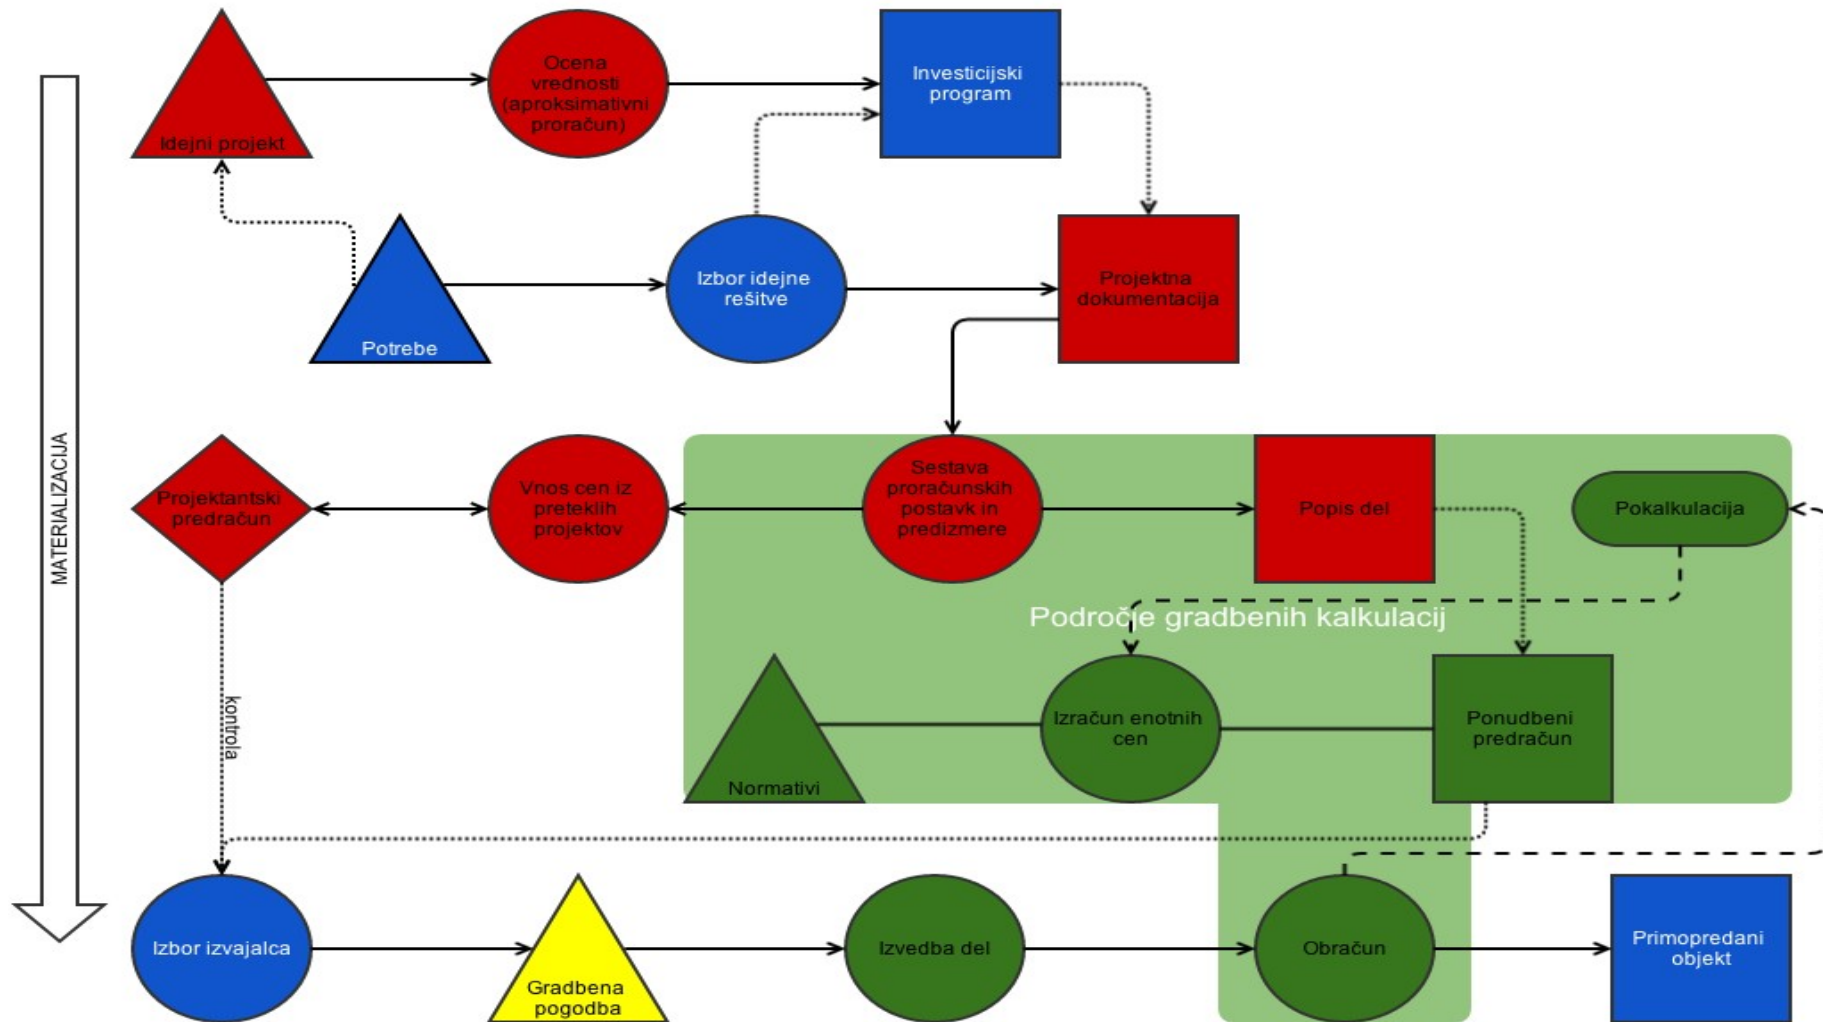 Ocena
vrednosti
(aproksimativni
proračun)
Investicijski
program
Idejni projekt
Izbor idejne
rešitve
Projektna
dokumentacija
Potrebe
MATERIALIZACIJA
Projektantski
predračun
Vnos cen iz
preteklih
projektov
Sestava
proračunskih
postavk in
predizmere
Popis del
Pokalkulacija
Področje gradbenih kalkulacij
kontrola
Normativi
Izračun enotnih
cen
Ponudbeni
predračun
Izbor izvajalca
Gradbena
pogodba
Izvedba del
Obračun
Primopredani
objekt